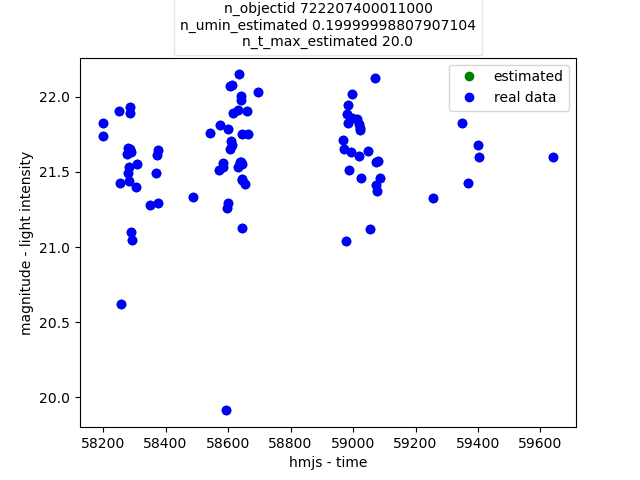 n_objectid 722207400011000
n_umin_estimated 0.19999998807907104
n_t_max_estimated 20.0
estimated
real data
22.0
21.5
21.0
20.5
20.0
magnitude - light intensity
58200 58400 58600 58800 59000 59200 59400 59600
hmjs - time